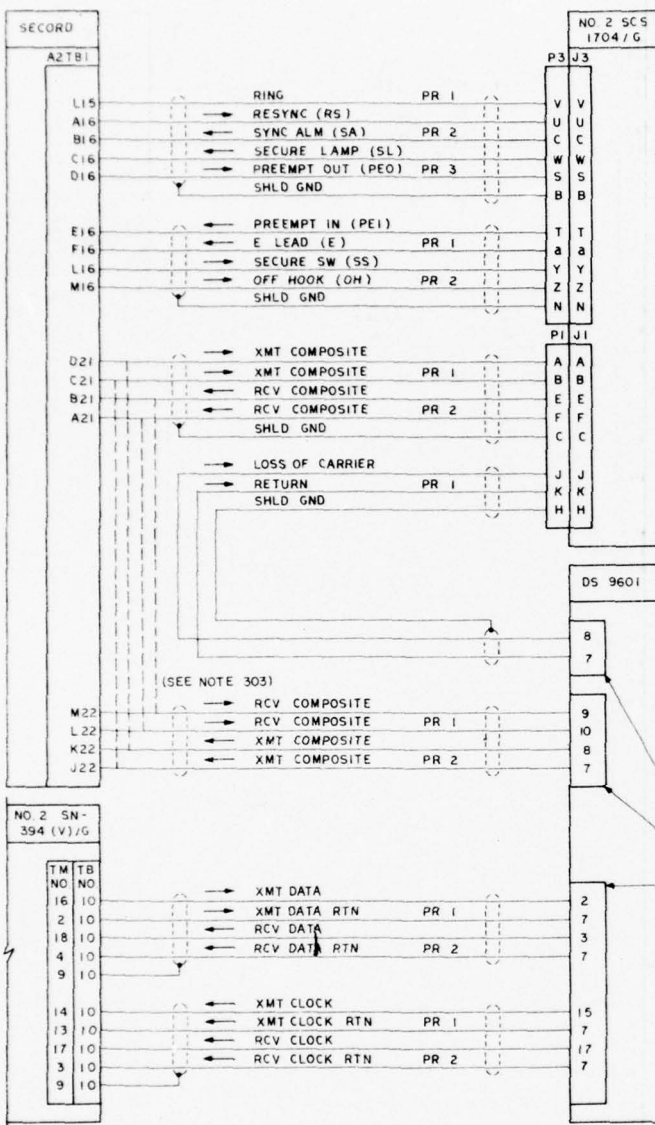 SECORD
NO. 2 SCS
1704 / G
A2TB1
P3 J3
RING PR 1
L15 V V
RESYNC (RS)
A16 U U
SYNC ALM (SA) PR 2
B16 C C
SECURE LAMP (SL)
C16 W W
PREEMPT OUT (PEO) PR 3
D16 S S
SHLD GND
B B
PREEMPT IN (PEI)
E16 T T
E LEAD (E) PR 1
F16 a a
SECURE SW (SS)
L16 Y Y
OFF HOOK (OH) PR 2
M16 Z Z
SHLD GND
N N
P1 J1
XMT COMPOSITE
D21 A A
XMT COMPOSITE PR 1
C21 B B
RCV COMPOSITE
B21 E E
RCV COMPOSITE PR 2
A21 F F
SHLD GND
C C
LOSS OF CARRIER
J J
RETURN PR 1
K K
SHLD GND
H H
DS 9601
8
7
(SEE NOTE 303)
RCV COMPOSITE
M22 9
RCV COMPOSITE PR 1
L22 10
XMT COMPOSITE
K22 8
XMT COMPOSITE PR 2
J22 7
NO. 2 SN-
394 (V)/G
TM TB
NO NO
XMT DATA
16 10 2
XMT DATA RTN PR 1
2 10 7
RCV DATA
18 10 3
RCV DATA RTN PR 2
4 10 7
9 10
XMT CLOCK
14 10 15
XMT CLOCK RTN PR 1
13 10 7
RCV CLOCK
17 10 17
RCV CLOCK RTN PR 2
3 10 7
9 10